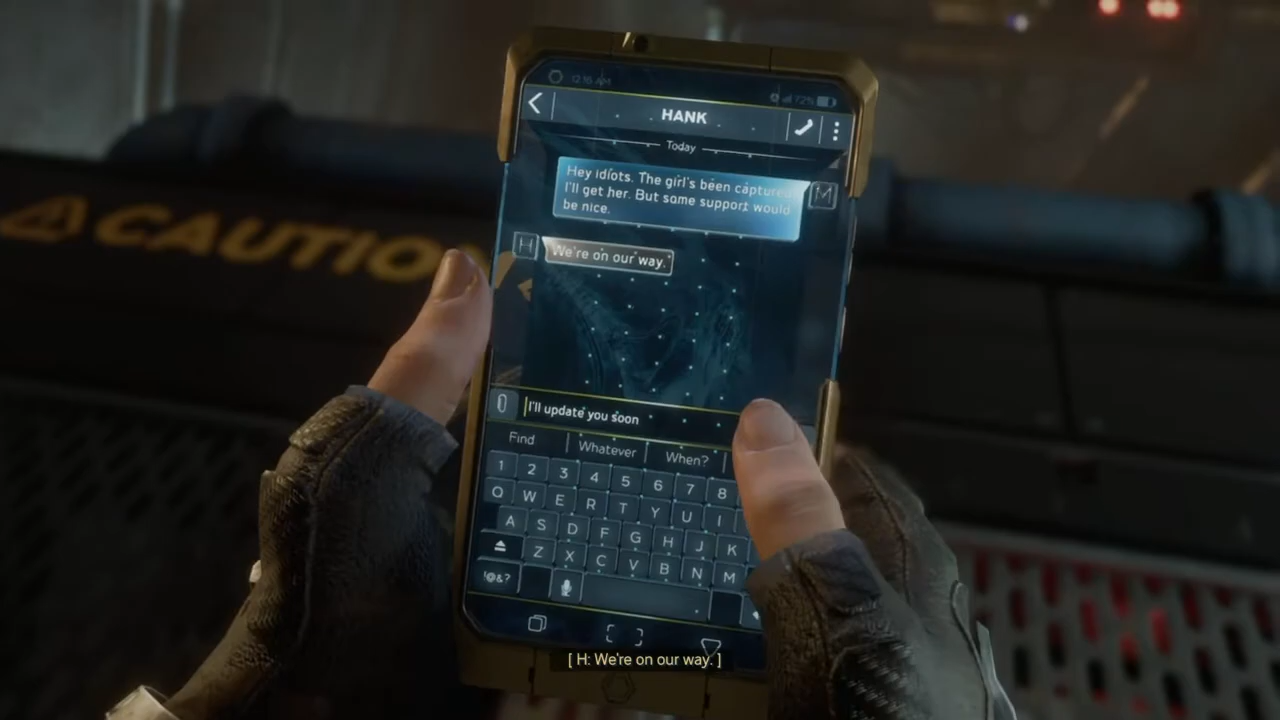 12:16 AM
72%
HANK
Today
Hey idiots. The girl's been captured
I'll get her. But some support would
be nice.
M
H
We're on our way.
CAUTION
I'll update you soon
Find Whatever When?
1 2 3 4 5 6 7 8
Q W E R T Y U I
A S D F G H J K
Z X C V B N M
!@&?
[ H: We're on our way. ]